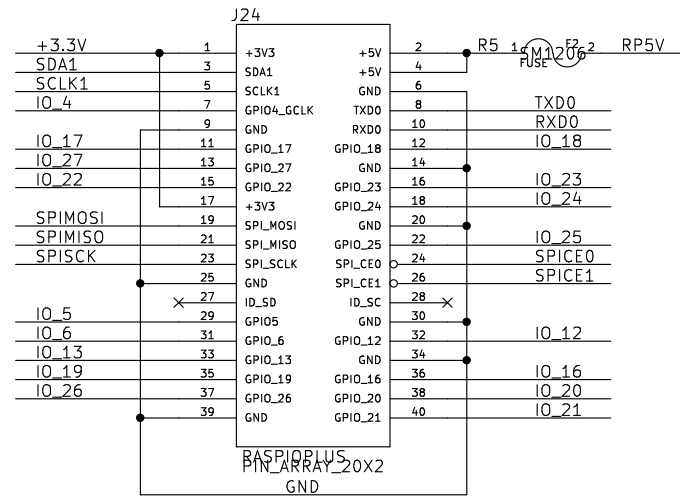 J24
+3.3V 1 +3V3 +5V 2 R5 1 F2 2 RP5V
SM1206
FUSE
SDA1 3 SDA1 +5V 4
SCLK1 5 SCLK1 GND 6
IO_4 7 GPIO4_GCLK TXD0 8 TXD0
9 GND RXD0 10 RXD0
IO_17 11 GPIO_17 GPIO_18 12 IO_18
IO_27 13 GPIO_27 GND 14
IO_22 15 GPIO_22 GPIO_23 16 IO_23
17 +3V3 GPIO_24 18 IO_24
SPIMOSI 19 SPI_MOSI GND 20
SPIMISO 21 SPI_MISO GPIO_25 22 IO_25
SPISCK 23 SPI_SCLK SPI_CE0 24 SPICE0
25 GND SPI_CE1 26 SPICE1
27 ID_SD ID_SC 28
IO_5 29 GPIO5 GND 30
IO_6 31 GPIO_6 GPIO_12 32 IO_12
IO_13 33 GPIO_13 GND 34
IO_19 35 GPIO_19 GPIO_16 36 IO_16
IO_26 37 GPIO_26 GPIO_20 38 IO_20
39 GND GPIO_21 40 IO_21
RASPIOPLUS
PIN_ARRAY_20X2
GND